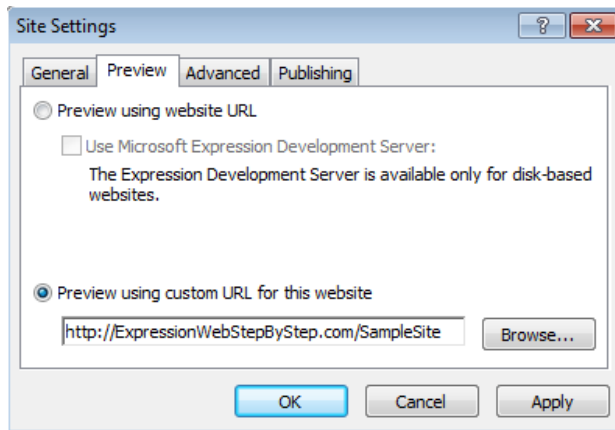 Site Settings
General Preview Advanced Publishing
Preview using website URL
Use Microsoft Expression Development Server:
The Expression Development Server is available only for disk-based
websites.
Preview using custom URL for this website
http://ExpressionWebStepByStep.com/SampleSite Browse...
OK Cancel Apply